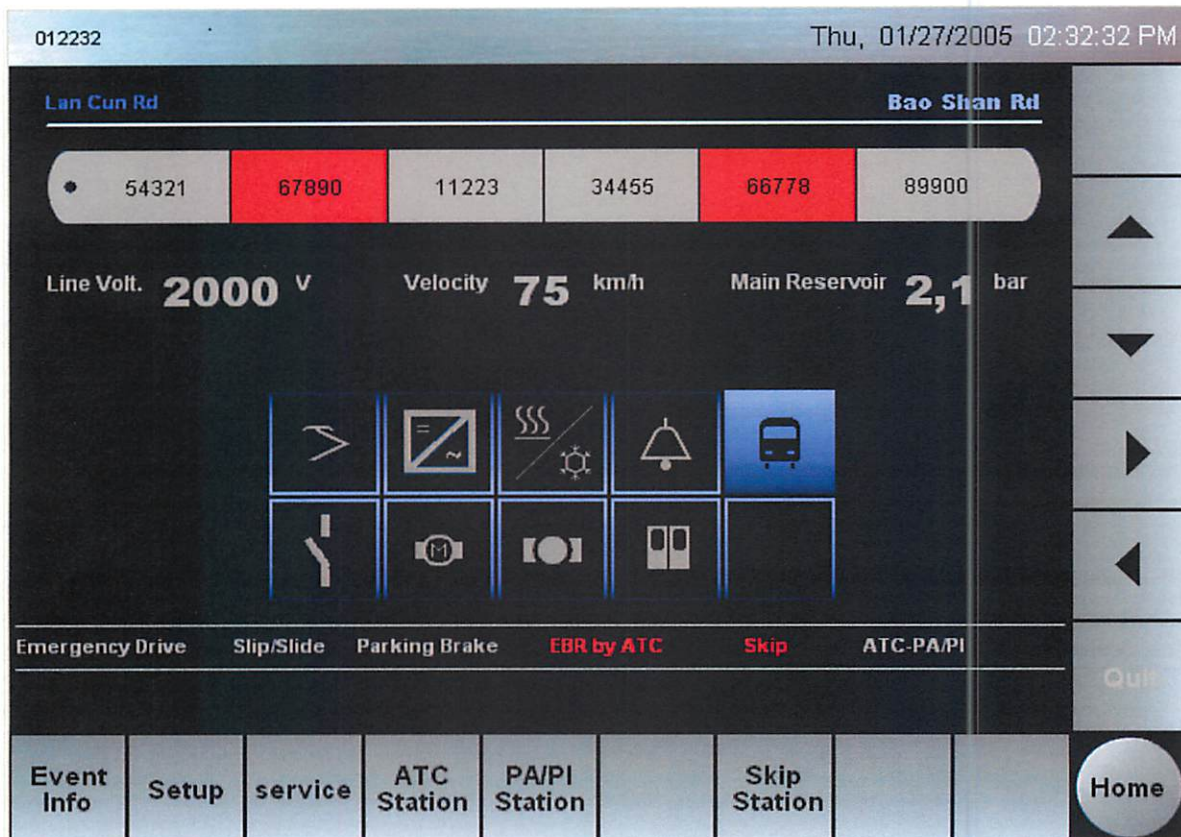 012232
Thu, 01/27/2005 02:32:32 PM
Lan Cun Rd
Bao Shan Rd
54321 67890 11223 34455 66778 89900
Line Volt. 2000 V Velocity 75 km/h Main Reservoir 2,1 bar
= ~
M
Emergency Drive Slip/Slide Parking Brake EBR by ATC Skip ATC-PA/PI
Quit
Event Info
Setup
service
ATC Station
PA/PI Station
Skip Station
Home